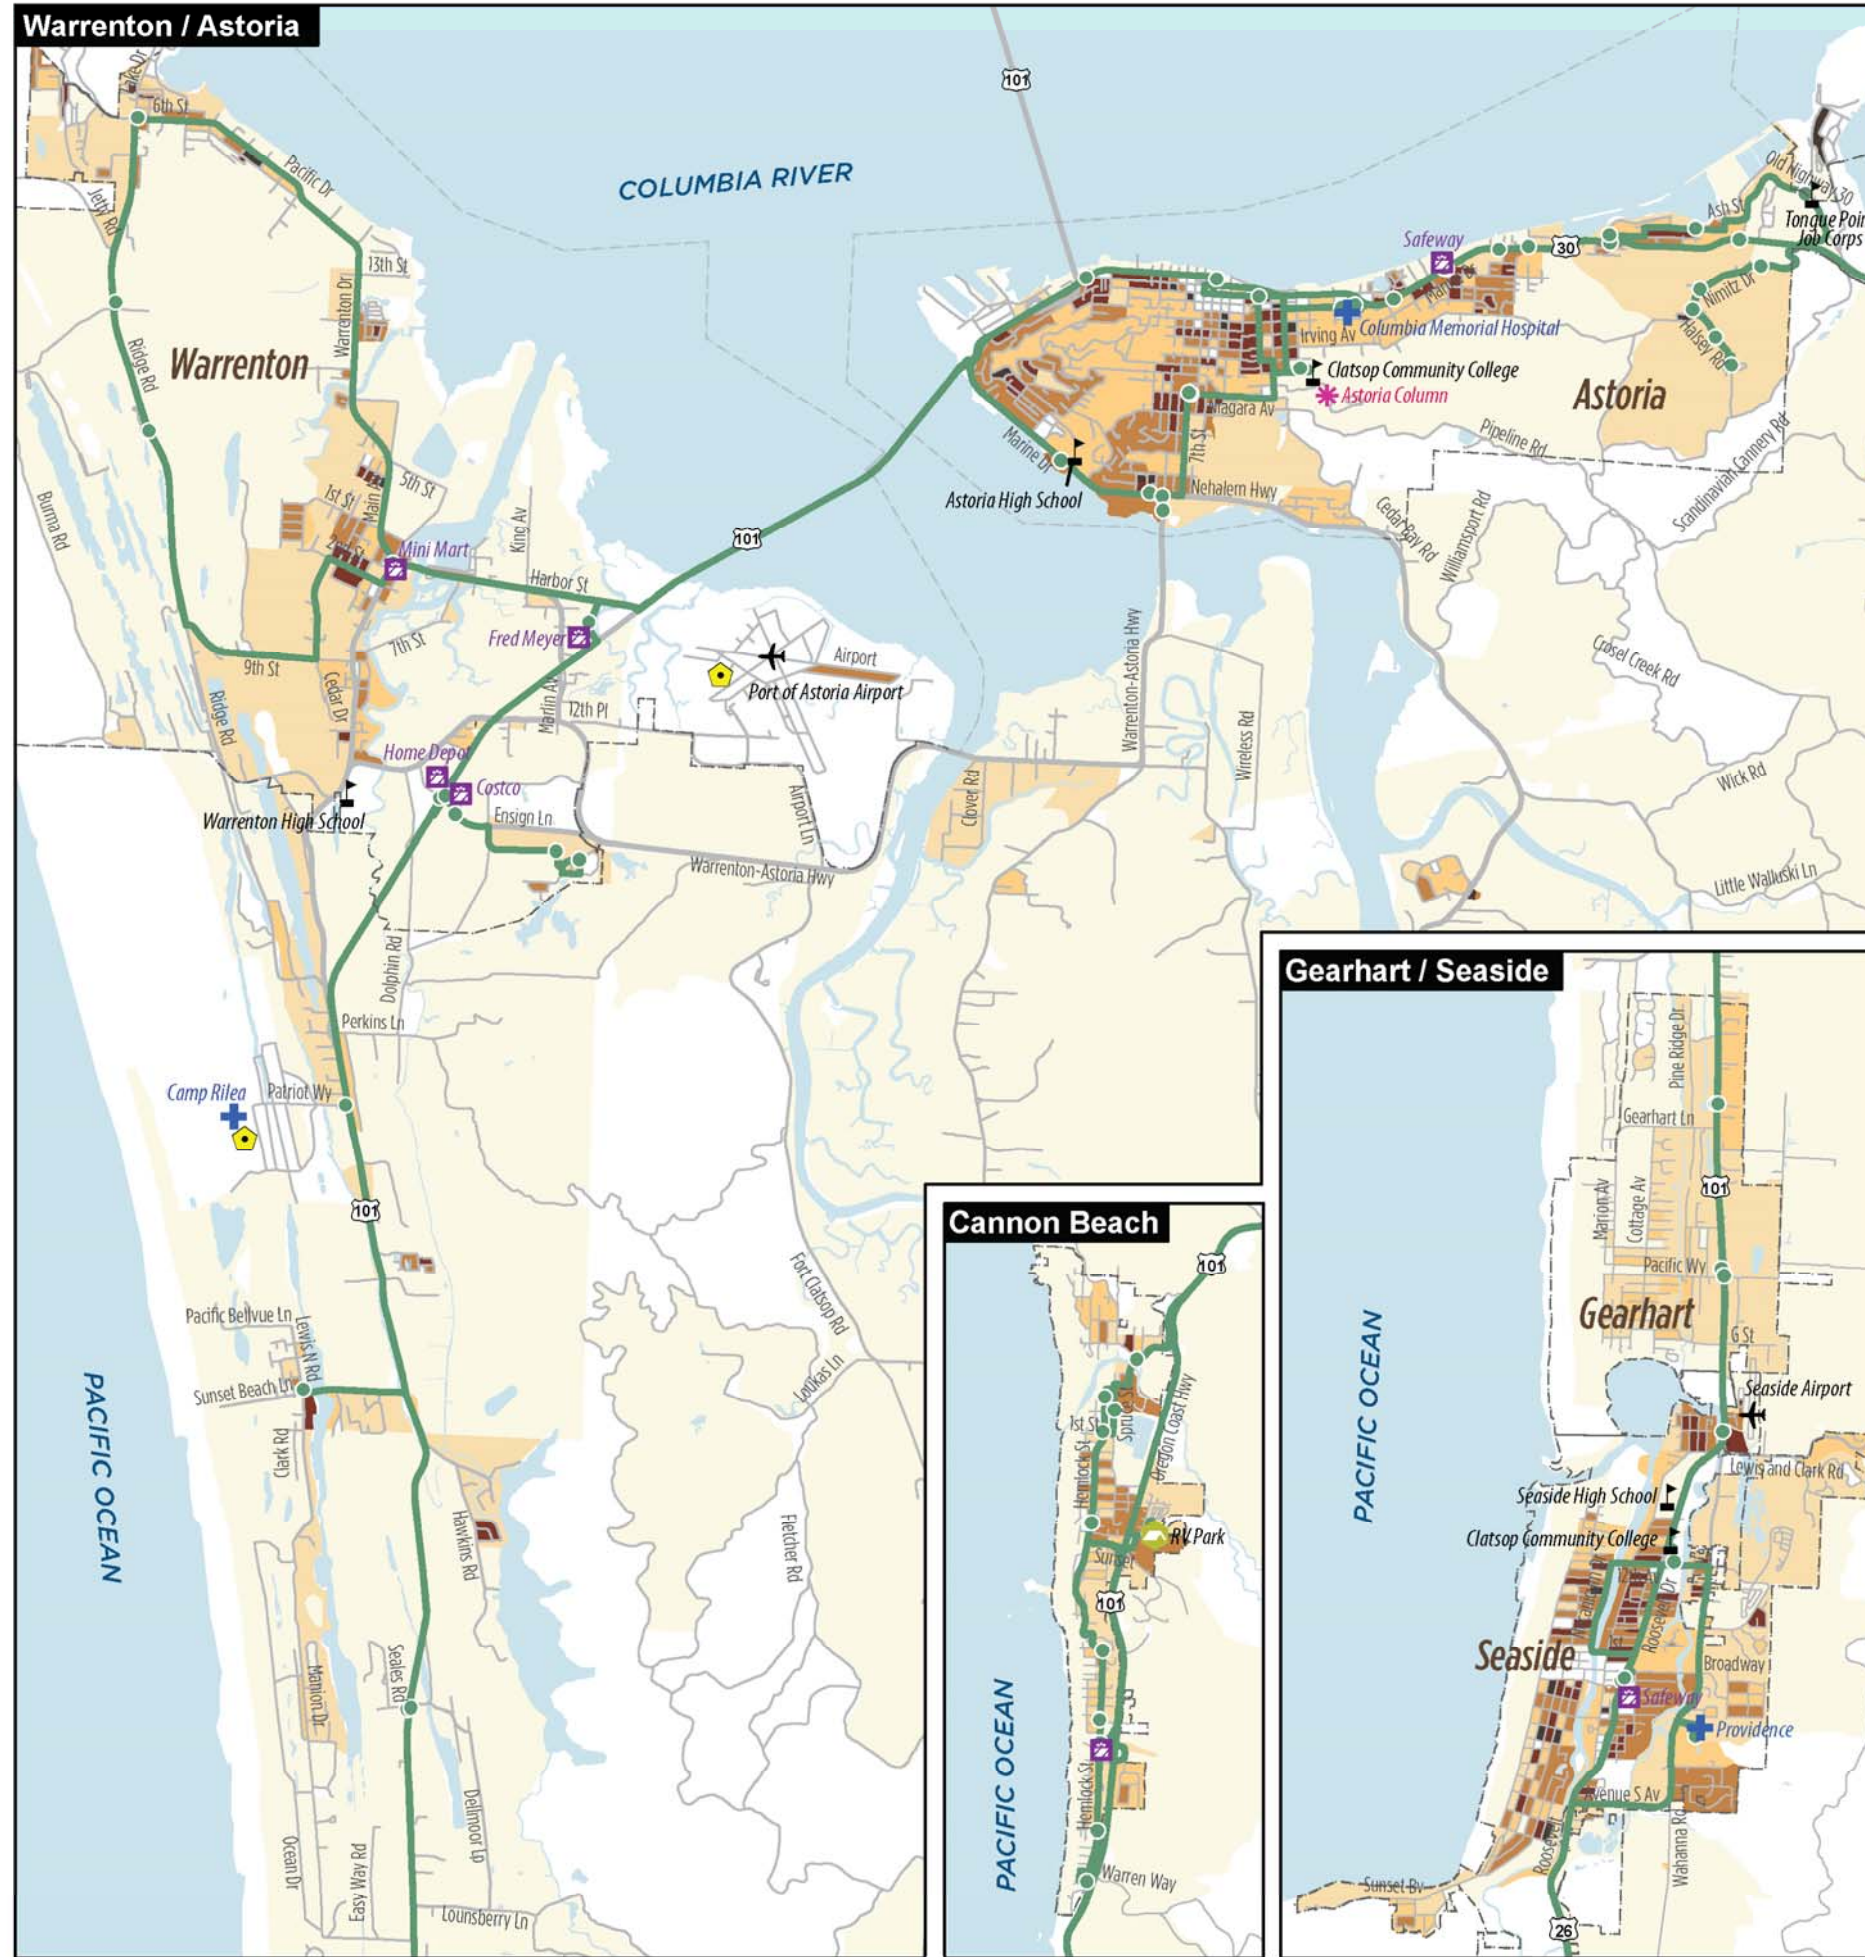 Warrenton / Astoria
Lake Dr
6th St
Pacific Dr
Jetty Rd
13th St
Warrenton Dr
Ridge Rd
Warrenton
Burma Rd
5th St
1st St
Main
2nd St
Mini Mart
King Av
Harbor St
Fred Meyer
7th St
9th St
Cedar Dr
Ridge Rd
Marlin Av
12th Pl
Home Depot
Costco
Ensign Ln
Warrenton High School
101
COLUMBIA RIVER
101
Airport
Port of Astoria Airport
Airport Ln
Warrenton-Astoria Hwy
Clover Rd
Warrenton-Astoria Hwy
Wireless Rd
Safeway
30
Ash St
Old Highway 30
Tongue Poin
Job Corps
Nimitz Dr
Halsey Rd
Irving Av
Columbia Memorial Hospital
Clatsop Community College
Astoria Column
Astoria
Niagara Av
7th St
Marine Dr
Astoria High School
Nehalem Hwy
Pipeline Rd
Scandinavian Cannery Rd
Cedar Bay Rd
Williamsport Rd
Crosel Creek Rd
Wick Rd
Little Walluski Ln
Dolphin Rd
Perkins Ln
Camp Rilea
Patriot Wy
101
Pacific Bellvue Ln
Lewis N Rd
Sunset Beach Ln
Clark Rd
PACIFIC OCEAN
Hawkins Rd
Fort Clatsop Rd
Loukas Ln
Fletcher Rd
Manion Dr
Seales Rd
Dellmoor Lp
Ocean Dr
Easy Way Rd
Lounsberry Ln
Cannon Beach
101
1st St
Spruce St
Oregon Coast Hwy
Hemlock St
RV Park
Sunset
101
PACIFIC OCEAN
Hemlock St
Warren Way
Gearhart / Seaside
Pine Ridge Dr
Gearhart Ln
101
Marion Av
Cottage Av
Pacific Wy
Gearhart
G St
Seaside Airport
PACIFIC OCEAN
Lewis and Clark Rd
Seaside High School
Clatsop Community College
12th Av
Roosevelt Dr
1st
Seaside
Broadway
Safeway
Providence
Avenue S Av
Roosevelt
Wahanna Rd
Sunset Bv
26